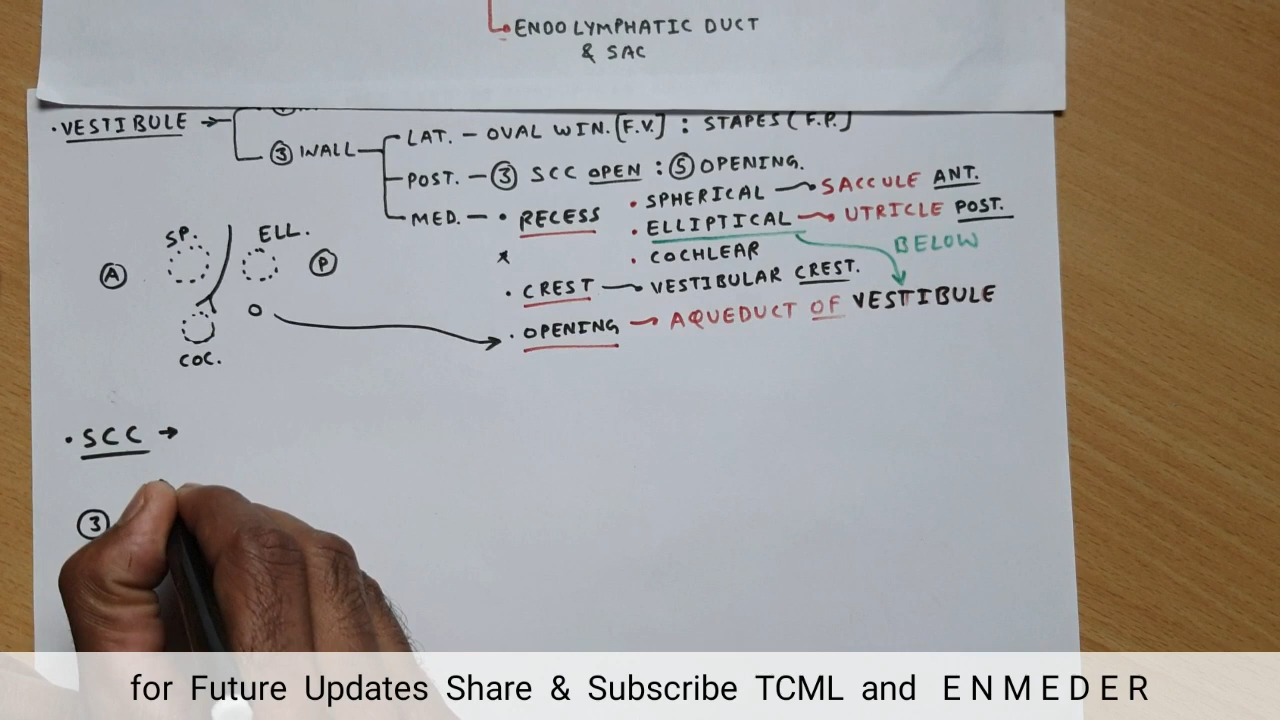 ENDOLYMPHATIC DUCT
& SAC
• VESTIBULE →
③ WALL
LAT. – OVAL WIN. [F.V.] : STAPES (F.P.)
POST. – ③ SCC OPEN : ⑤ OPENING.
MED. – • RECESS
• SPHERICAL → SACCULE ANT.
• ELLIPTICAL → UTRICLE POST.
BELOW
• COCHLEAR
• CREST → VESTIBULAR CREST.
• OPENING → AQUEDUCT OF VESTIBULE
SP. ELL.
Ⓐ Ⓟ
COC.
• SCC →
③
for Future Updates Share & Subscribe TCML and E N M E D E R